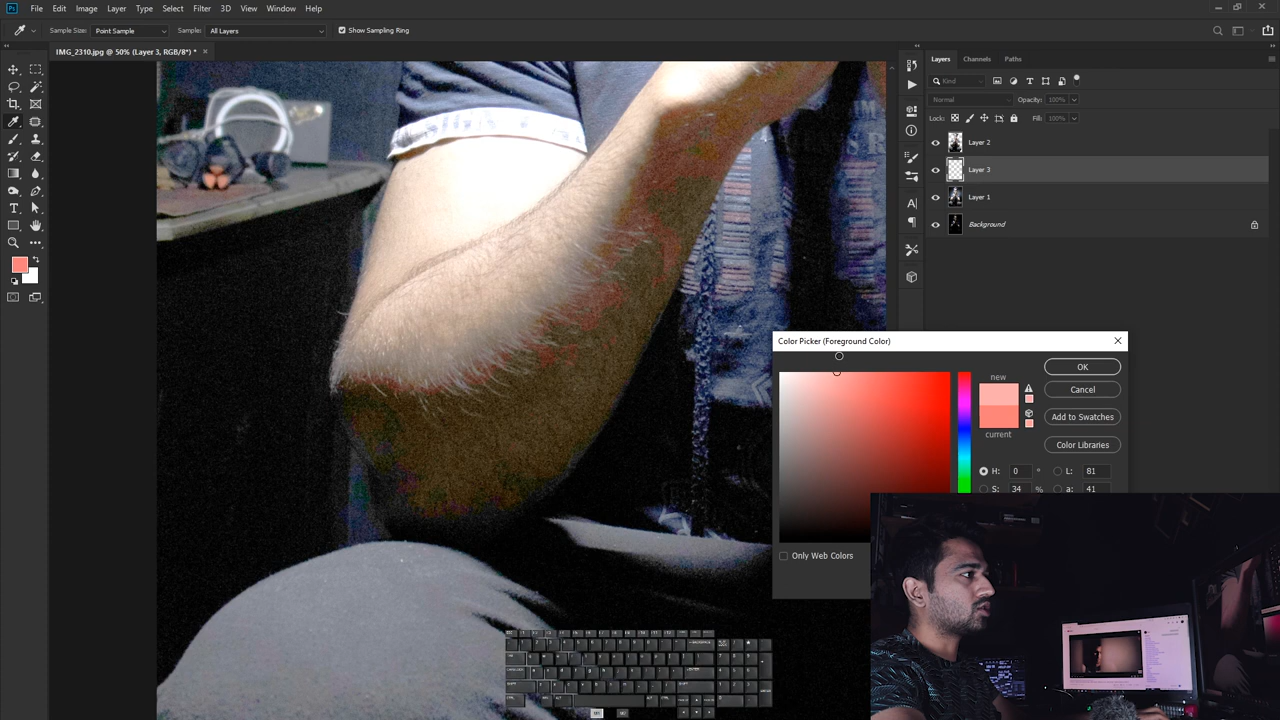 Ps File Edit Image Layer Type Select Filter 3D View Window Help
Sample Size: Point Sample Sample: All Layers Show Sampling Ring
IMG_2310.jpg @ 50% (Layer 3, RGB/8*) * ×
Layers Channels Paths
Kind
Normal Opacity: 100%
Lock: Fill: 100%
Layer 2
Layer 3
Layer 1
Background
Color Picker (Foreground Color)
new
current
OK
Cancel
Add to Swatches
Color Libraries
H: 0 ° L: 81
S: 34 % a: 41
Only Web Colors